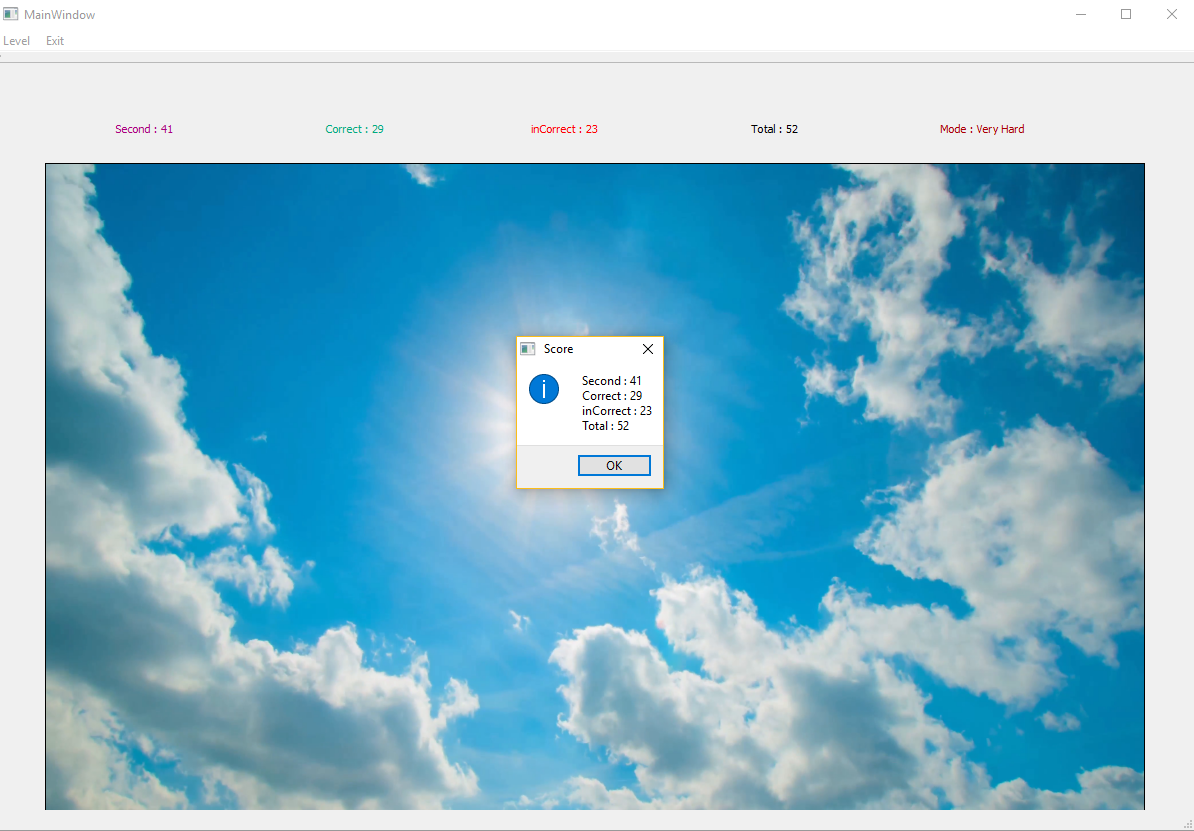 MainWindow
Level Exit
Second : 41 Correct : 29 inCorrect : 23 Total : 52 Mode : Very Hard
Score
Second : 41
Correct : 29
inCorrect : 23
Total : 52
OK